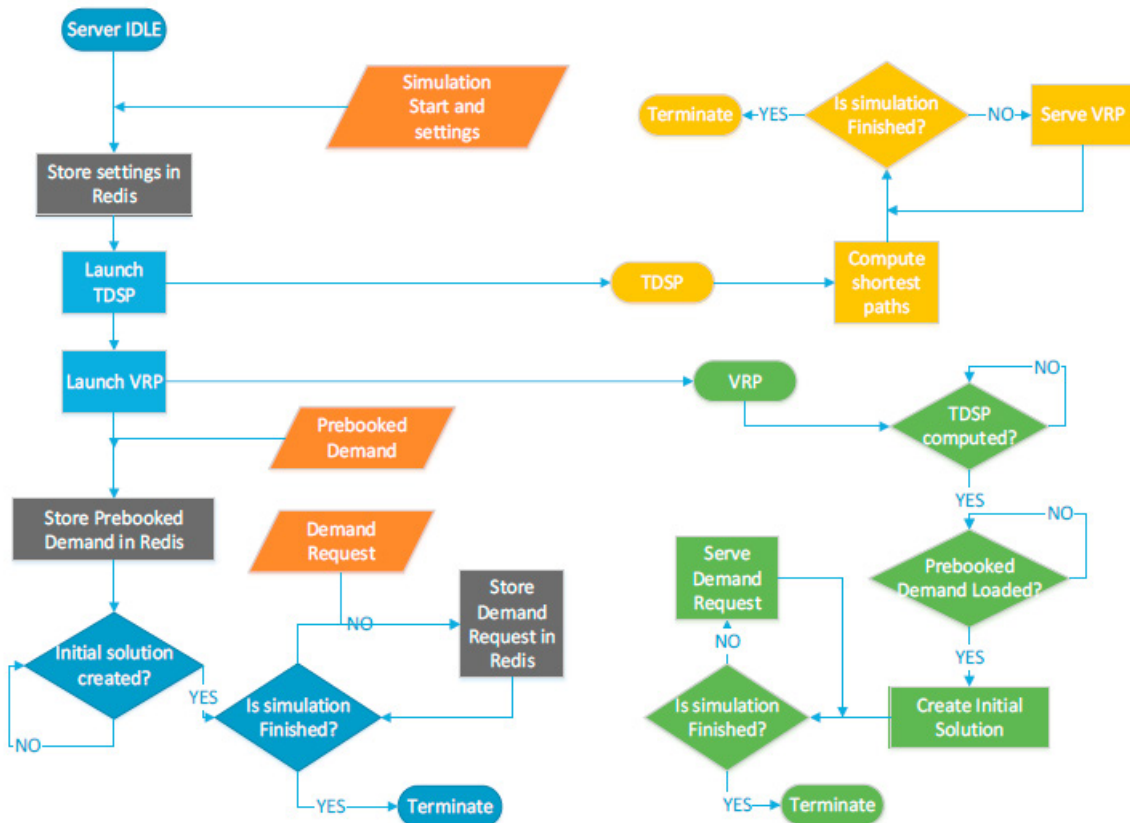 Server IDLE
Simulation
Start and
settings
Store settings in
Redis
Launch
TDSP
Launch VRP
Prebooked
Demand
Store Prebooked
Demand in Redis
Demand
Request
Initial solution
created?
NO
YES
Is simulation
Finished?
NO
Store
Demand
Request in
Redis
YES
Terminate
TDSP
Compute
shortest
paths
Is simulation
Finished?
YES
Terminate
NO
Serve VRP
VRP
TDSP
computed?
NO
YES
Prebooked
Demand Loaded?
NO
YES
Create Initial
Solution
Is simulation
Finished?
NO
Serve
Demand
Request
YES
Terminate